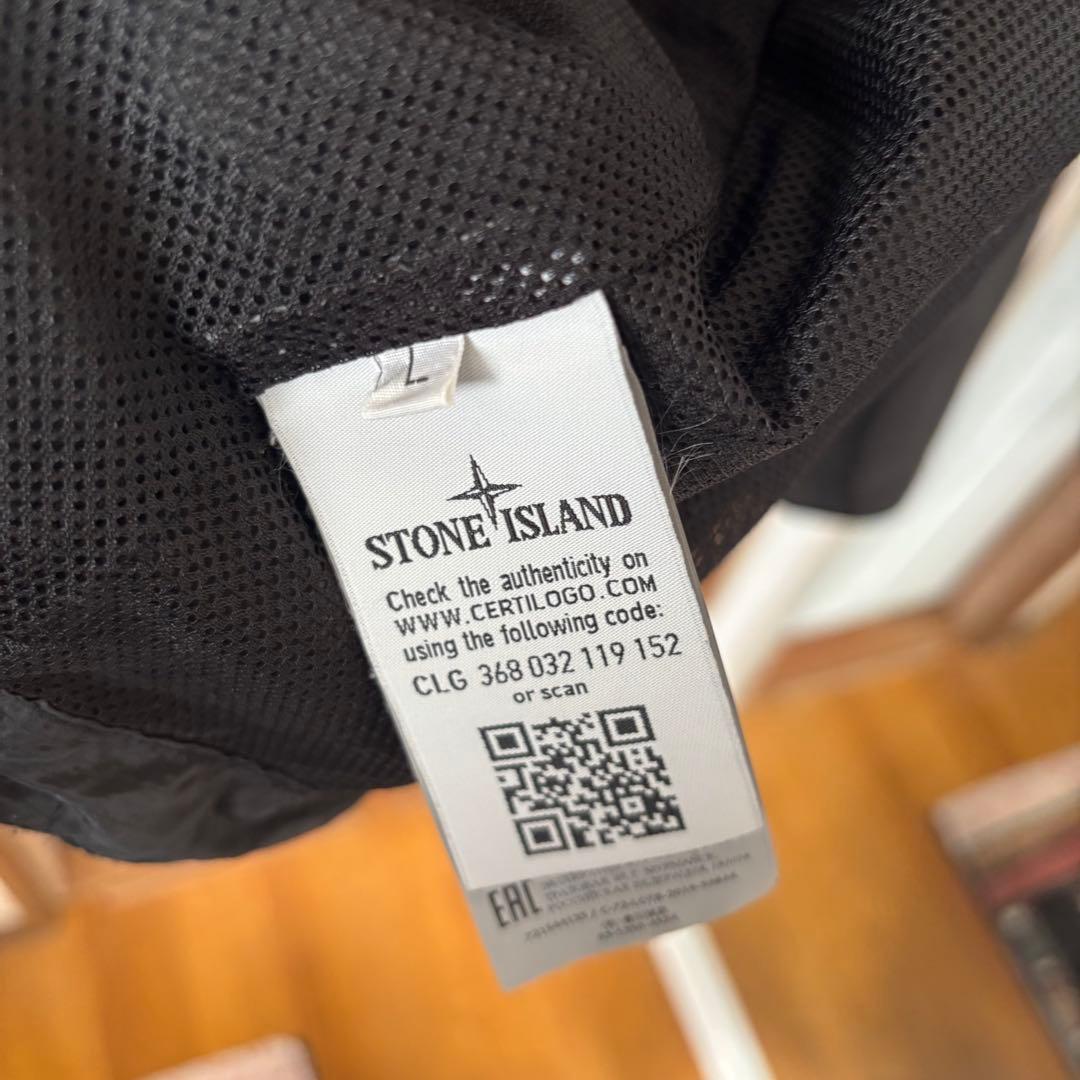 L
STONE ISLAND
Check the authenticity on
WWW.CERTILOGO.COM
using the following code:
CLG 368 032 119 152
or scan
EAC